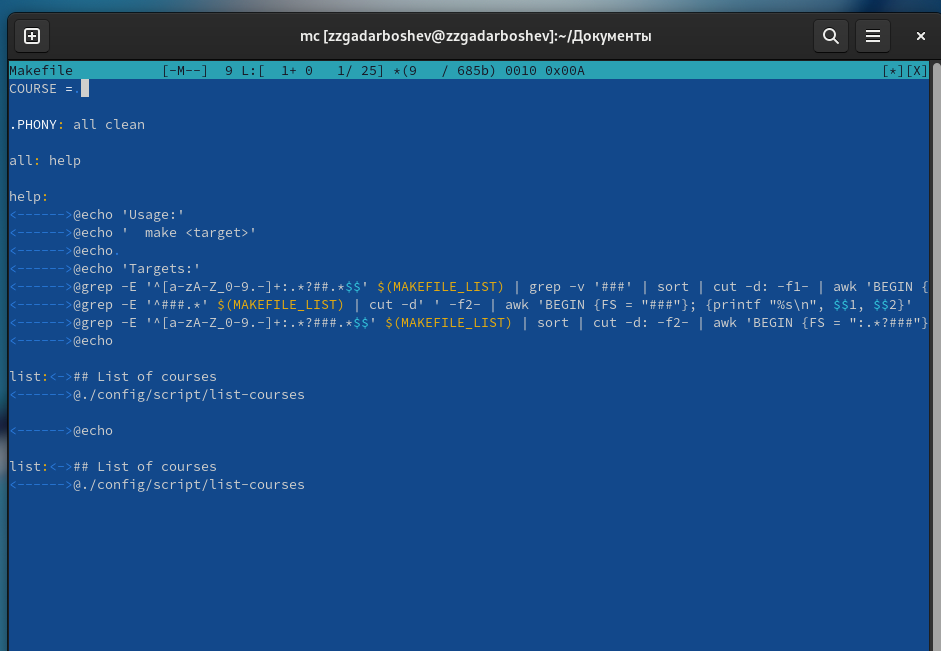 mc [zzgadarboshev@zzgadarboshev]:~/Документы
Makefile [-M--] 9 L:[ 1+ 0 1/ 25] *(9 / 685b) 0010 0x00A [*][X]
COURSE =.
.PHONY: all clean
all: help
help:
<------>@echo 'Usage:'
<------>@echo '  make <target>'
<------>@echo.
<------>@echo 'Targets:'
<------>@grep -E '^[a-zA-Z_0-9.-]+:.*?##.*$$' $(MAKEFILE_LIST) | grep -v '###' | sort | cut -d: -f1- | awk 'BEGIN {
<------>@grep -E '^###.*' $(MAKEFILE_LIST) | cut -d' ' -f2- | awk 'BEGIN {FS = "###"}; {printf "%s\n", $$1, $$2}'
<------>@grep -E '^[a-zA-Z_0-9.-]+:.*?###.*$$' $(MAKEFILE_LIST) | sort | cut -d: -f2- | awk 'BEGIN {FS = ":.*?###"}
<------>@echo
list:<->## List of courses
<------>@./config/script/list-courses
<------>@echo
list:<->## List of courses
<------>@./config/script/list-courses